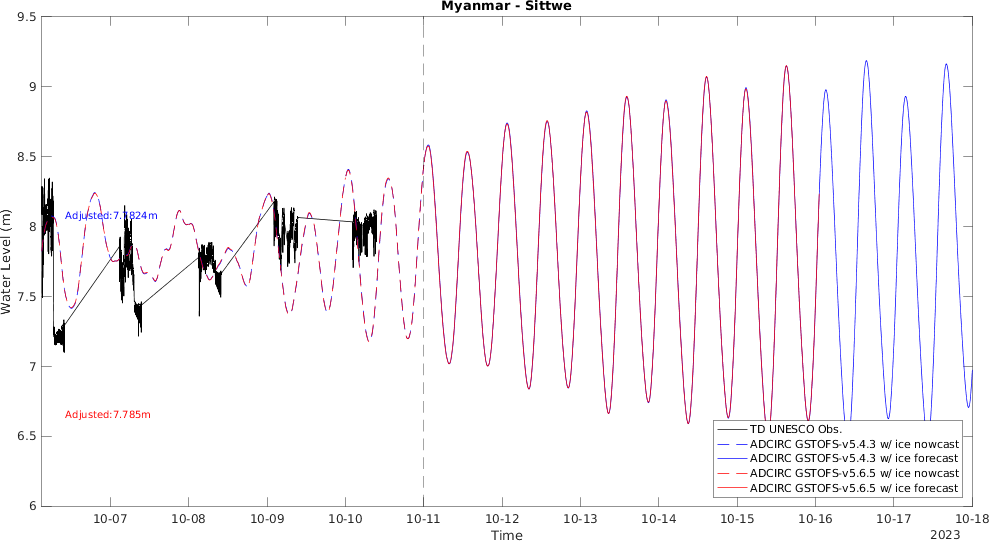 Myanmar - Sittwe
9.5
9
8.5
8
7.5
7
6.5
6
Water Level (m)
Adjusted:7.7824m
Adjusted:7.785m
TD UNESCO Obs.
ADCIRC GSTOFS-v5.4.3 w/ ice nowcast
ADCIRC GSTOFS-v5.4.3 w/ ice forecast
ADCIRC GSTOFS-v5.6.5 w/ ice nowcast
ADCIRC GSTOFS-v5.6.5 w/ ice forecast
10-07 10-08 10-09 10-10 10-11 10-12 10-13 10-14 10-15 10-16 10-17 10-18
Time
2023